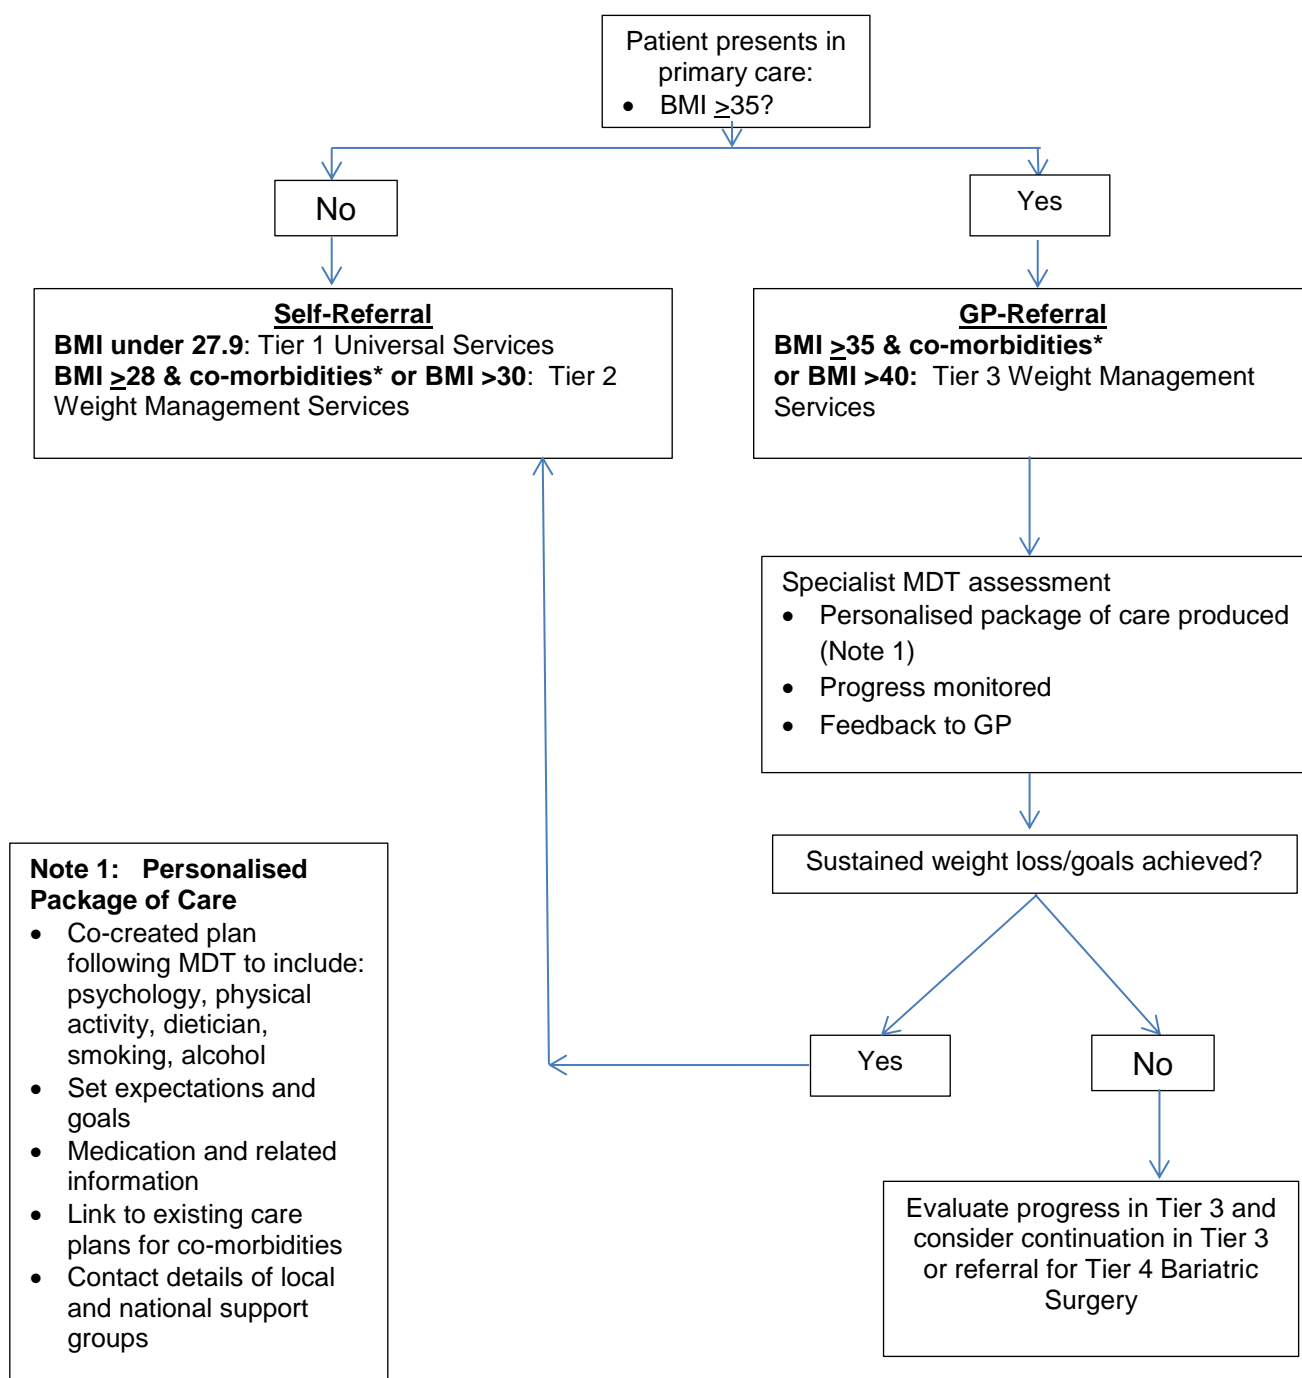 Patient presents in
primary care:
• BMI ≥35?
No
Yes
Self-Referral
BMI under 27.9: Tier 1 Universal Services
BMI ≥28 & co-morbidities* or BMI >30: Tier 2
Weight Management Services
GP-Referral
BMI ≥35 & co-morbidities*
or BMI >40: Tier 3 Weight Management
Services
Specialist MDT assessment
• Personalised package of care produced
(Note 1)
• Progress monitored
• Feedback to GP
Sustained weight loss/goals achieved?
Yes
No
Evaluate progress in Tier 3 and
consider continuation in Tier 3
or referral for Tier 4 Bariatric
Surgery
Note 1: Personalised
Package of Care
• Co-created plan
following MDT to include:
psychology, physical
activity, dietician,
smoking, alcohol
• Set expectations and
goals
• Medication and related
information
• Link to existing care
plans for co-morbidities
• Contact details of local
and national support
groups